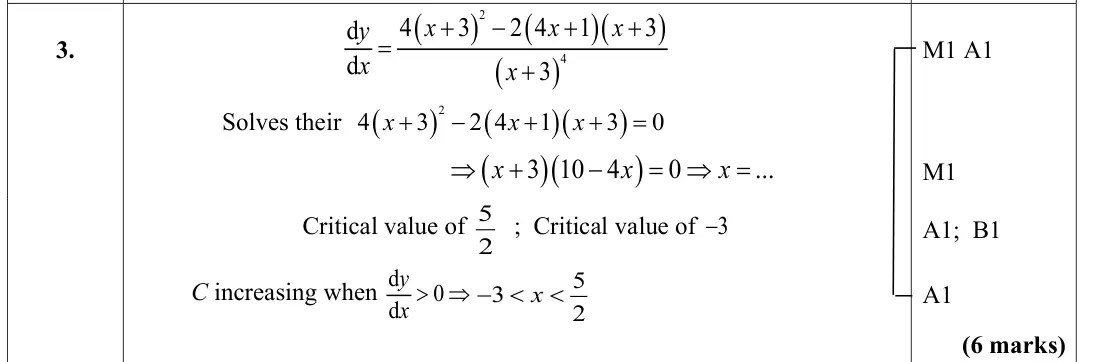 3.
dy/dx = (4(x+3)² − 2(4x+1)(x+3)) / (x+3)⁴ M1 A1
Solves their 4(x+3)² − 2(4x+1)(x+3) = 0
⇒ (x+3)(10−4x) = 0 ⇒ x = ... M1
Critical value of 5/2 ; Critical value of −3 A1; B1
C increasing when dy/dx > 0 ⇒ −3 < x < 5/2 A1
(6 marks)